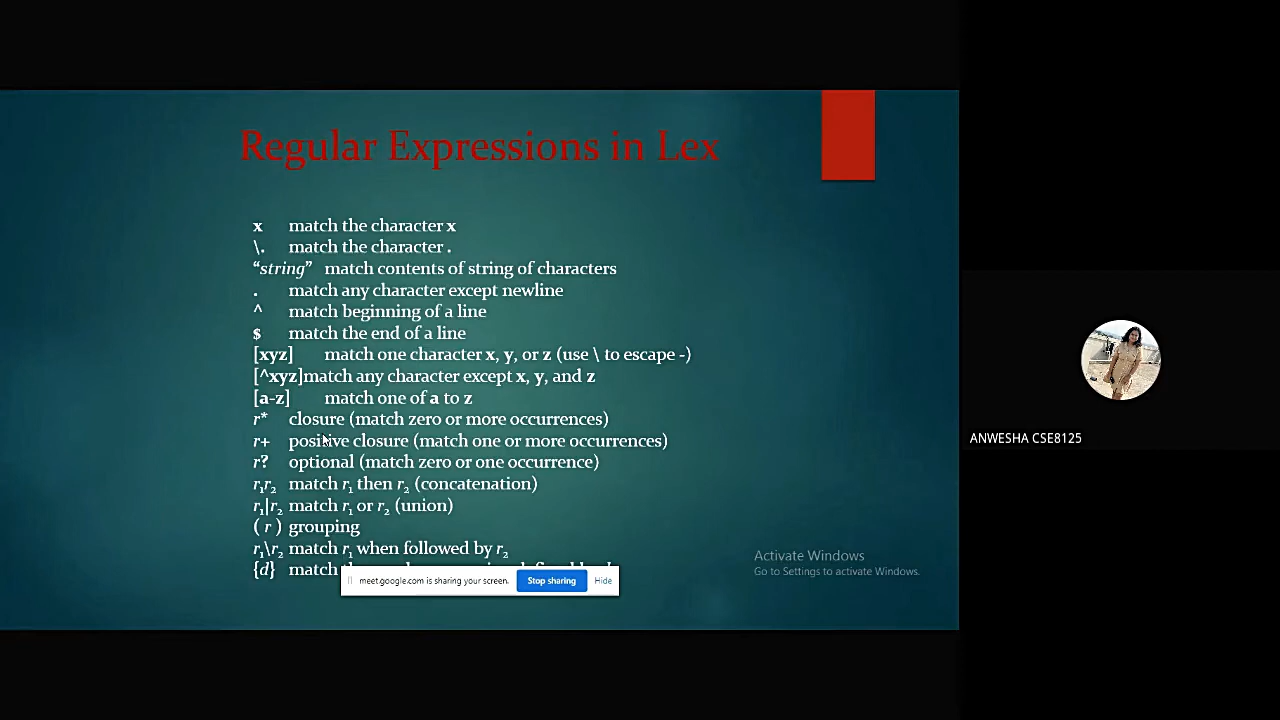 Regular Expressions in Lex
x match the character x
\. match the character .
“string” match contents of string of characters
. match any character except newline
^ match beginning of a line
$ match the end of a line
[xyz] match one character x, y, or z (use \ to escape -)
[^xyz]match any character except x, y, and z
[a-z] match one of a to z
r* closure (match zero or more occurrences)
r+ positive closure (match one or more occurrences)
r? optional (match zero or one occurrence)
r₁r₂ match r₁ then r₂ (concatenation)
r₁|r₂ match r₁ or r₂ (union)
( r ) grouping
r₁\r₂ match r₁ when followed by r₂
{d} match
meet.google.com is sharing your screen. Stop sharing Hide
Activate Windows
Go to Settings to activate Windows.
ANWESHA CSE8125